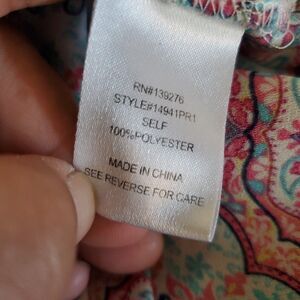 RN#139276
STYLE#14941PR1
SELF
100%POLYESTER
MADE IN CHINA
SEE REVERSE FOR CARE